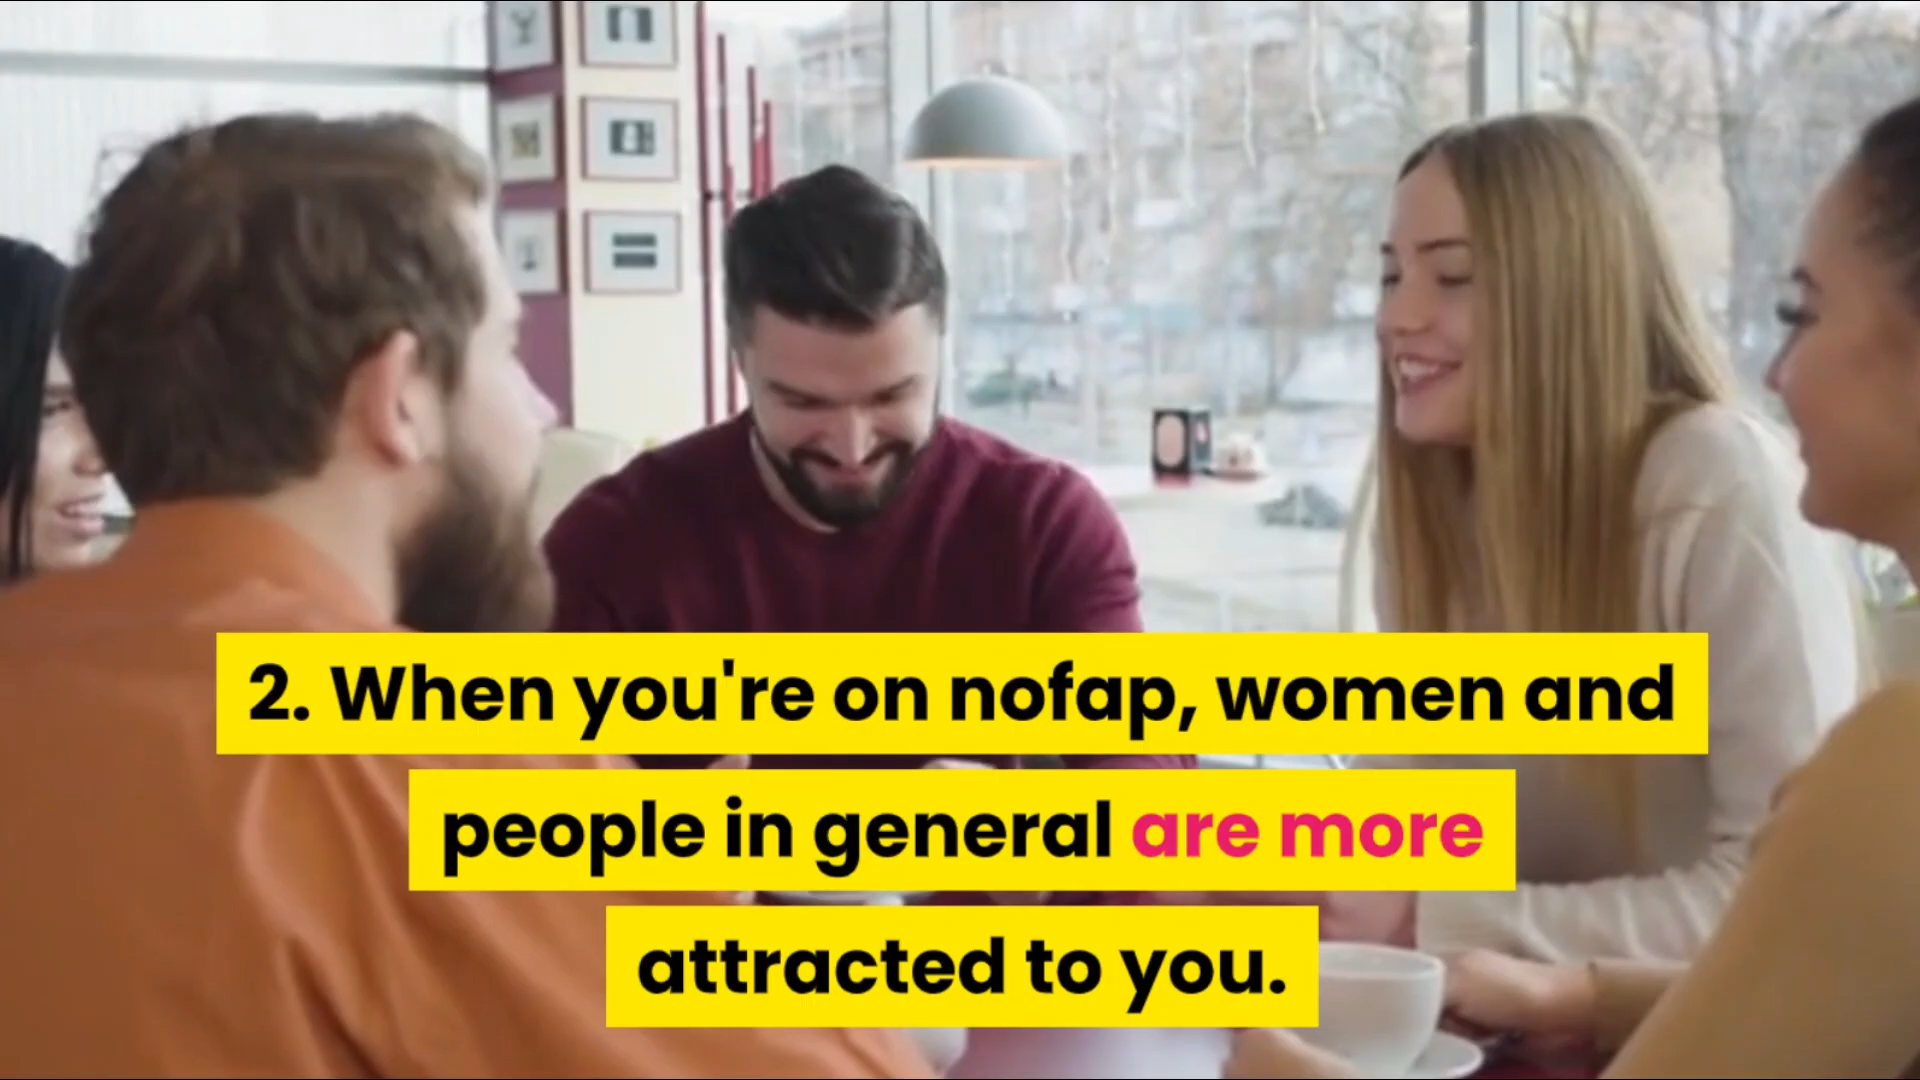 2. When you're on nofap, women and
people in general are more
attracted to you.